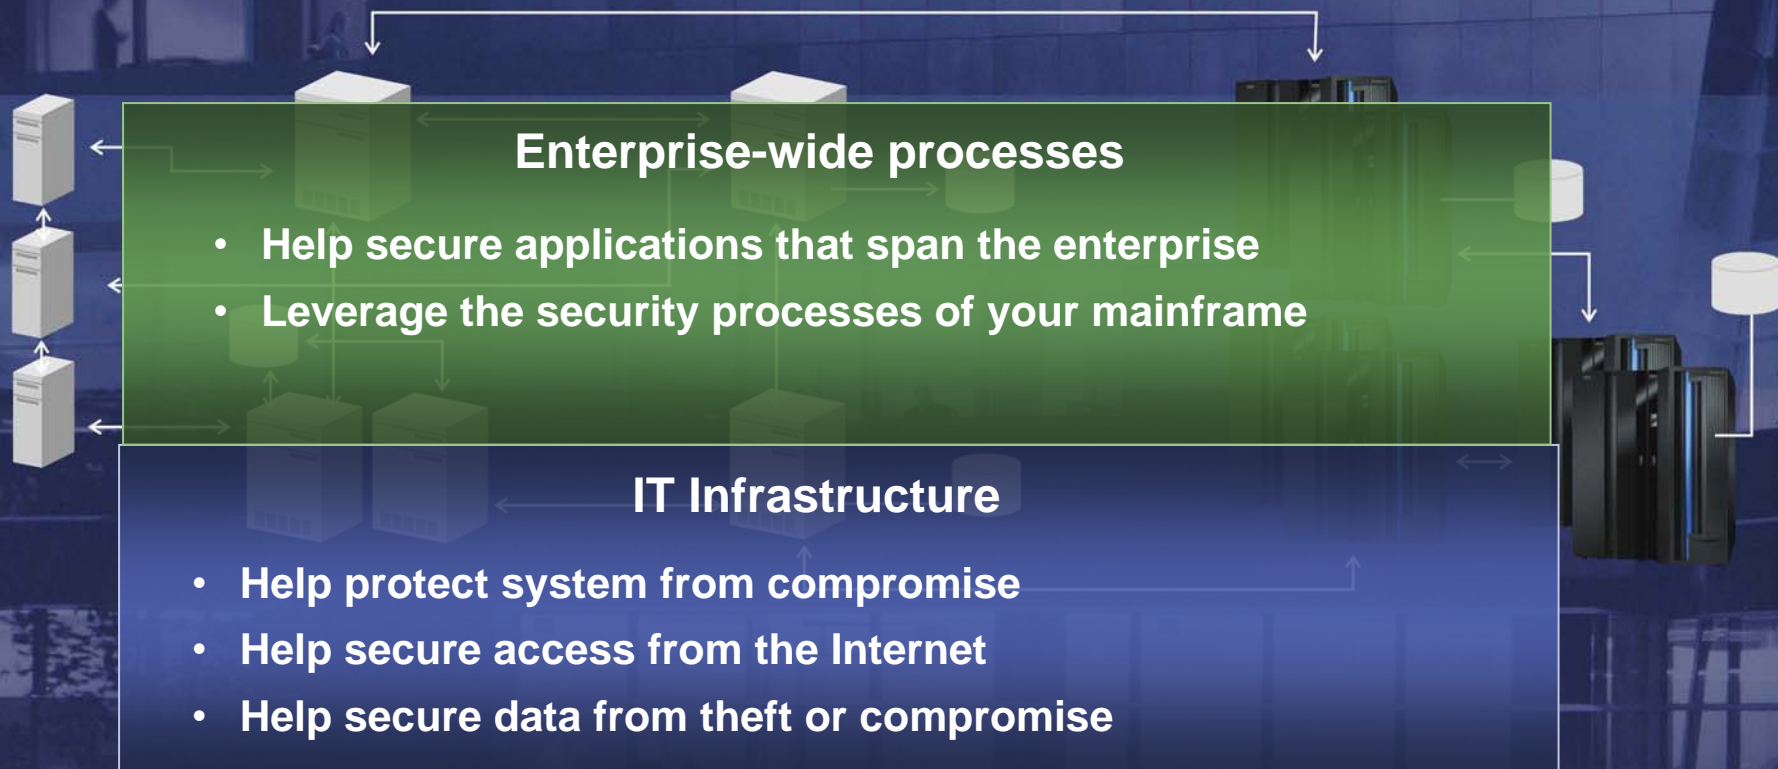 Enterprise-wide processes
• Help secure applications that span the enterprise
• Leverage the security processes of your mainframe
IT Infrastructure
• Help protect system from compromise
• Help secure access from the Internet
• Help secure data from theft or compromise